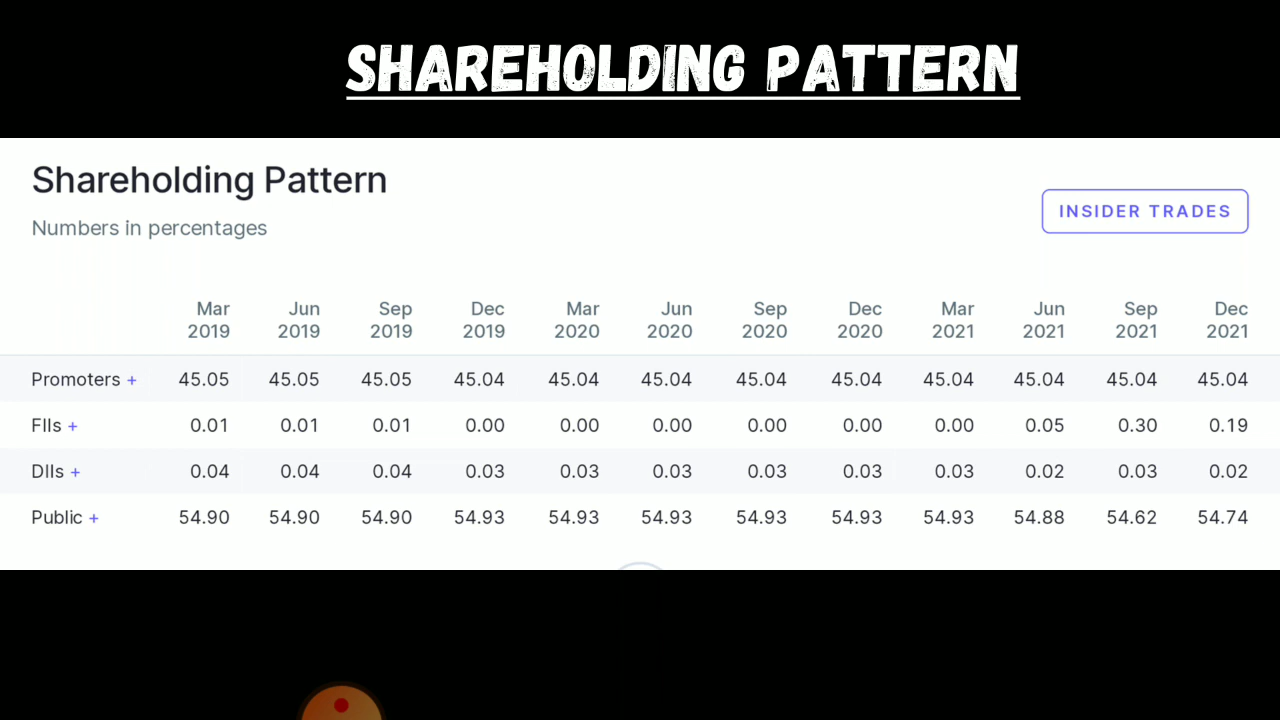 SHAREHOLDING PATTERN
Shareholding Pattern
Numbers in percentages
INSIDER TRADES
Mar 2019 Jun 2019 Sep 2019 Dec 2019 Mar 2020 Jun 2020 Sep 2020 Dec 2020 Mar 2021 Jun 2021 Sep 2021 Dec 2021
Promoters + 45.05 45.05 45.05 45.04 45.04 45.04 45.04 45.04 45.04 45.04 45.04 45.04
FIIs + 0.01 0.01 0.01 0.00 0.00 0.00 0.00 0.00 0.00 0.05 0.30 0.19
DIIs + 0.04 0.04 0.04 0.03 0.03 0.03 0.03 0.03 0.03 0.02 0.03 0.02
Public + 54.90 54.90 54.90 54.93 54.93 54.93 54.93 54.93 54.93 54.88 54.62 54.74